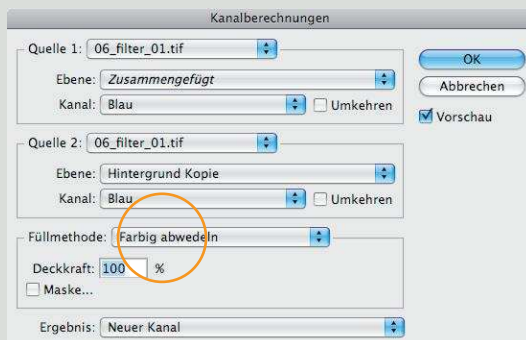 Kanalberechnungen
Quelle 1: 06_filter_01.tif
OK
Ebene: Zusammengefügt
Abbrechen
Kanal: Blau Umkehren
Vorschau
Quelle 2: 06_filter_01.tif
Ebene: Hintergrund Kopie
Kanal: Blau Umkehren
Füllmethode: Farbig abwedeln
Deckkraft: 100 %
Maske...
Ergebnis: Neuer Kanal